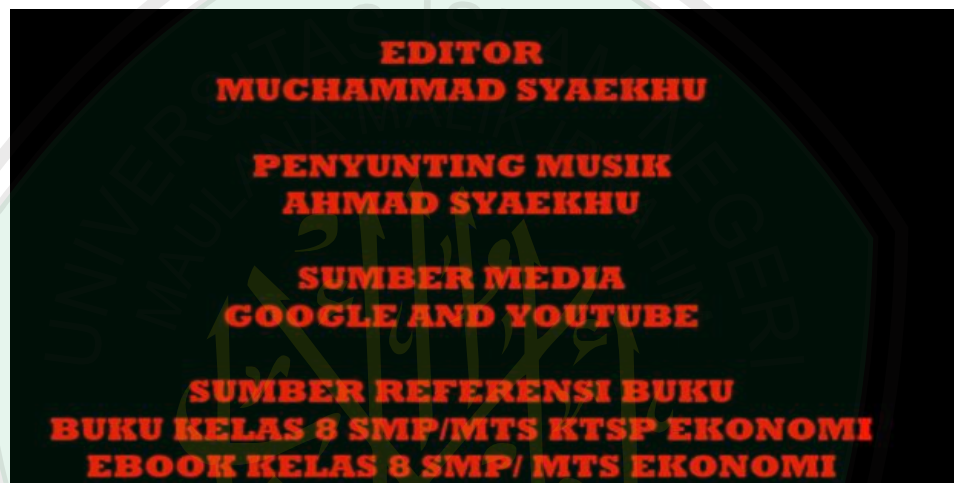 EDITOR
MUCHAMMAD SYAEKHU
PENYUNTING MUSIK
AHMAD SYAEKHU
SUMBER MEDIA
GOOGLE AND YOUTUBE
SUMBER REFERENSI BUKU
BUKU KELAS 8 SMP/MTS KTSP EKONOMI
EBOOK KELAS 8 SMP/ MTS EKONOMI